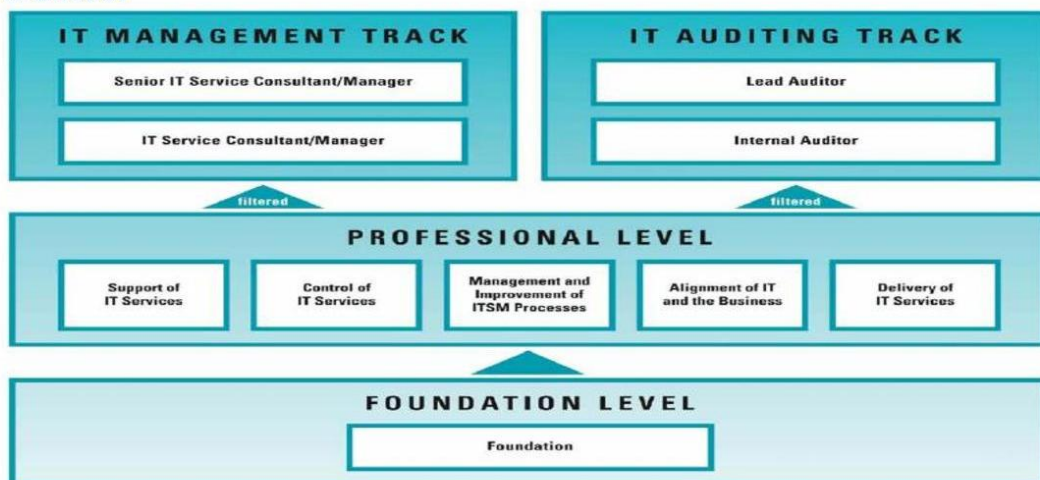 IT MANAGEMENT TRACK
Senior IT Service Consultant/Manager
IT Service Consultant/Manager
IT AUDITING TRACK
Lead Auditor
Internal Auditor
filtered
filtered
PROFESSIONAL LEVEL
Support of
IT Services
Control of
IT Services
Management and
Improvement of
ITSM Processes
Alignment of IT
and the Business
Delivery of
IT Services
FOUNDATION LEVEL
Foundation